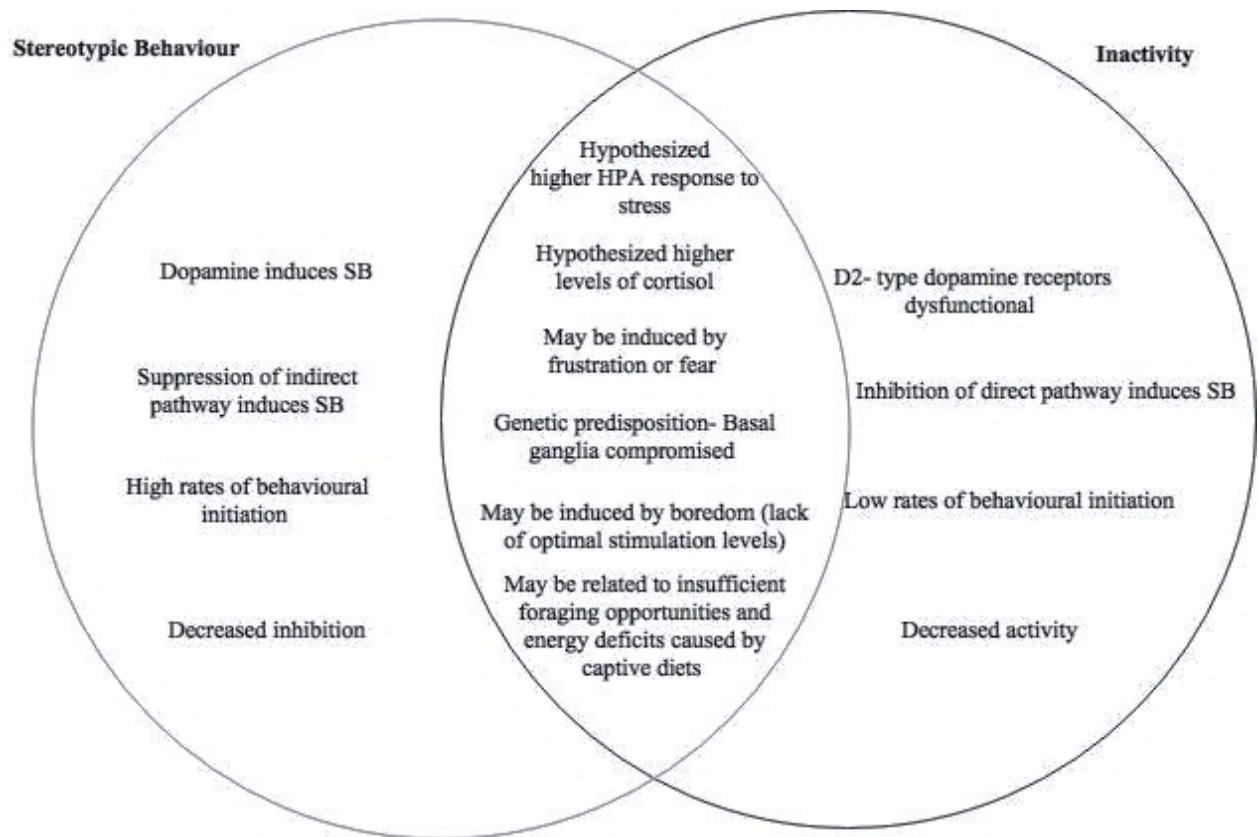 Stereotypic Behaviour
Inactivity
Hypothesized
higher HPA response to
stress
Hypothesized higher
levels of cortisol
May be induced by
frustration or fear
Genetic predisposition- Basal
ganglia compromised
May be induced by boredom (lack
of optimal stimulation levels)
May be related to insufficient
foraging opportunities and
energy deficits caused by
captive diets
Dopamine induces SB
Suppression of indirect
pathway induces SB
High rates of behavioural
initiation
Decreased inhibition
D2- type dopamine receptors
dysfunctional
Inhibition of direct pathway induces SB
Low rates of behavioural initiation
Decreased activity